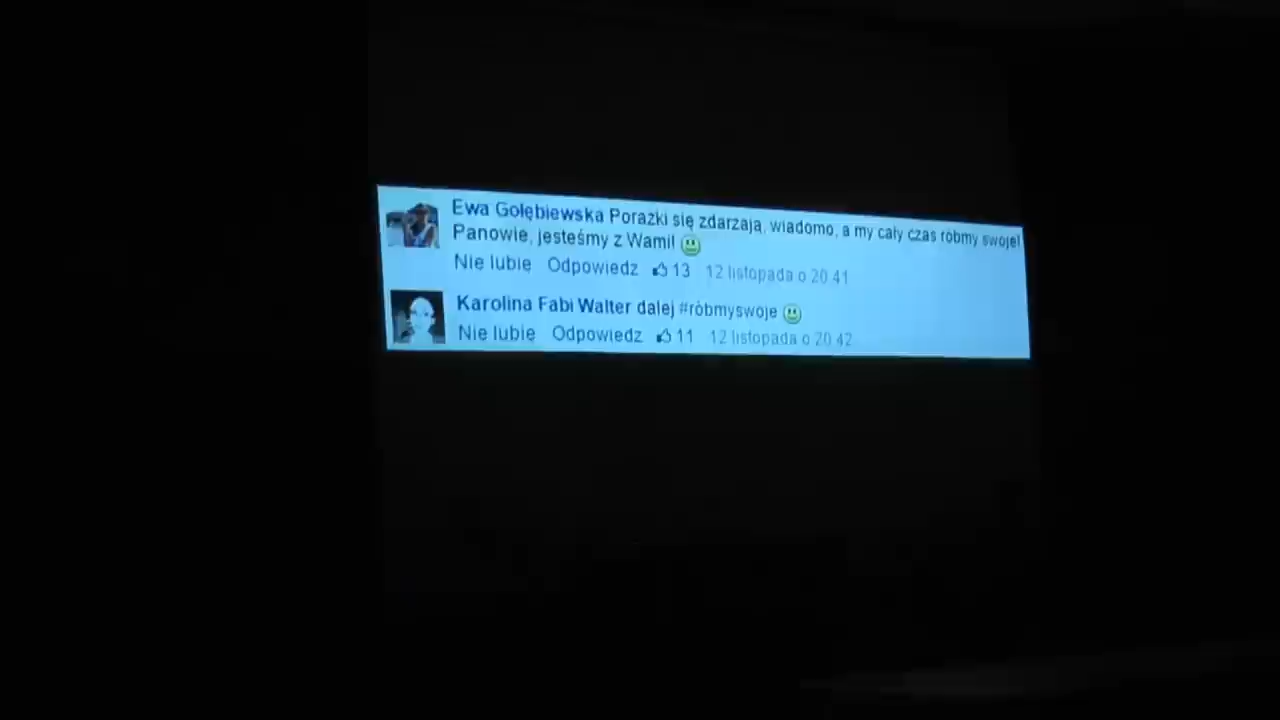 Ewa Gołębiewska Porażki się zdarzają, wiadomo, a my cały czas róbmy swoje!
Panowie, jesteśmy z Wami!
Nie lubię Odpowiedz 13 12 listopada o 20:41
Karolina Fabi Walter dalej #róbmyswoje
Nie lubię Odpowiedz 11 12 listopada o 20:42